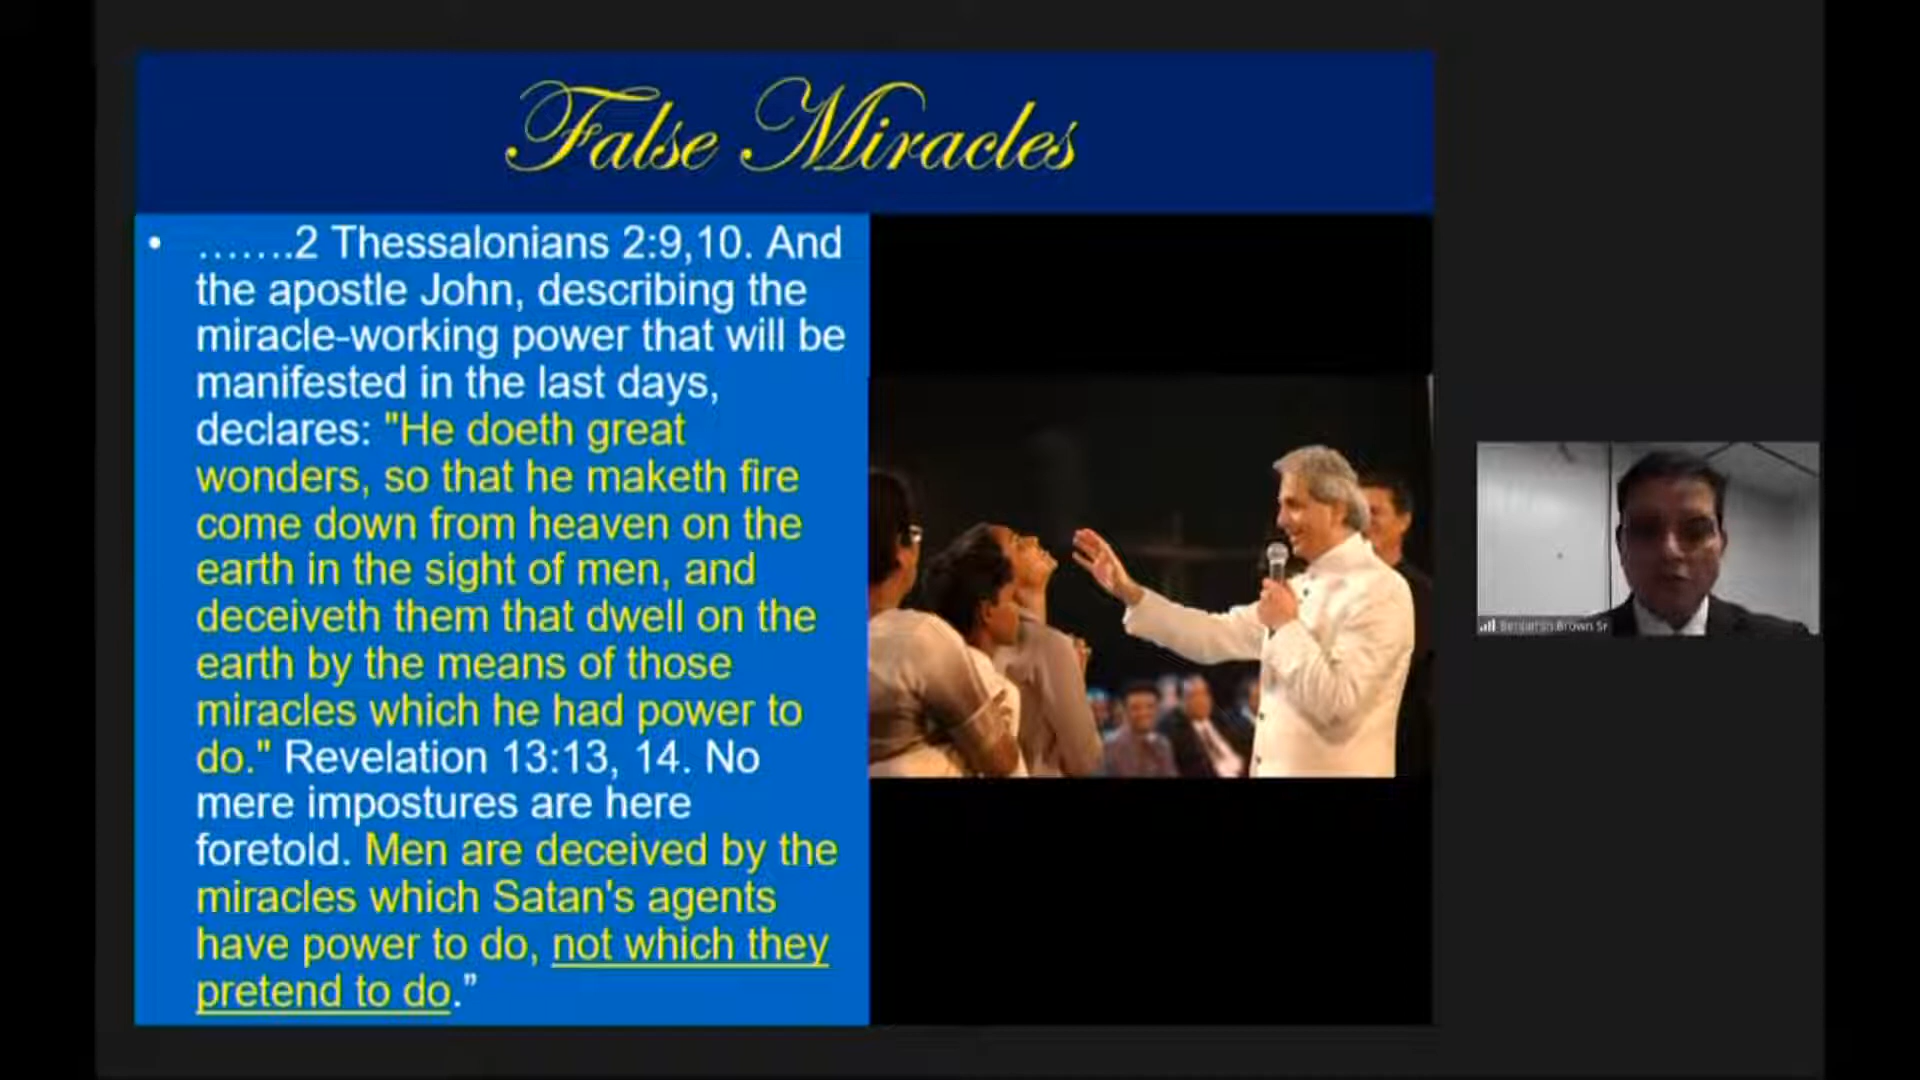 False Miracles
• …….2 Thessalonians 2:9,10. And
the apostle John, describing the
miracle-working power that will be
manifested in the last days,
declares: "He doeth great
wonders, so that he maketh fire
come down from heaven on the
earth in the sight of men, and
deceiveth them that dwell on the
earth by the means of those
miracles which he had power to
do." Revelation 13:13, 14. No
mere impostures are here
foretold. Men are deceived by the
miracles which Satan's agents
have power to do, not which they
pretend to do.”
Benjamin Brown Sr